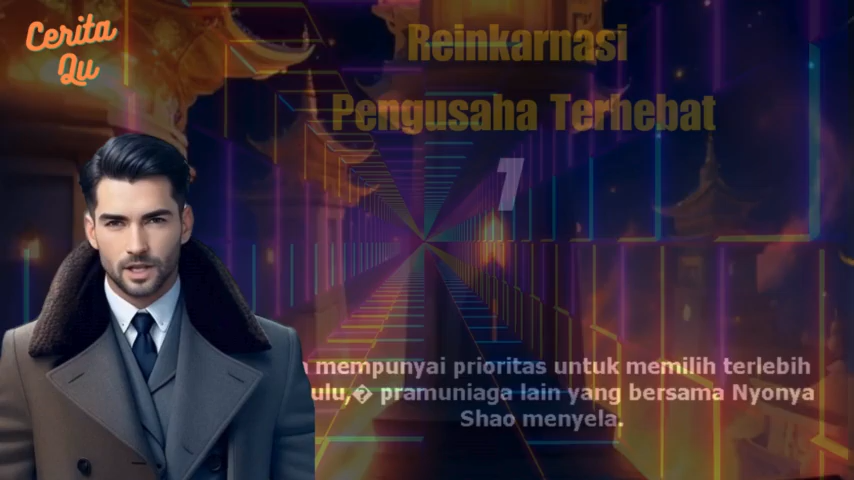 Cerita
Qu
Reinkarnasi
Pengusaha Terhebat
1
mempunyai prioritas untuk memilih terlebih
ulu,� pramuniaga lain yang bersama Nyonya
Shao menyela.